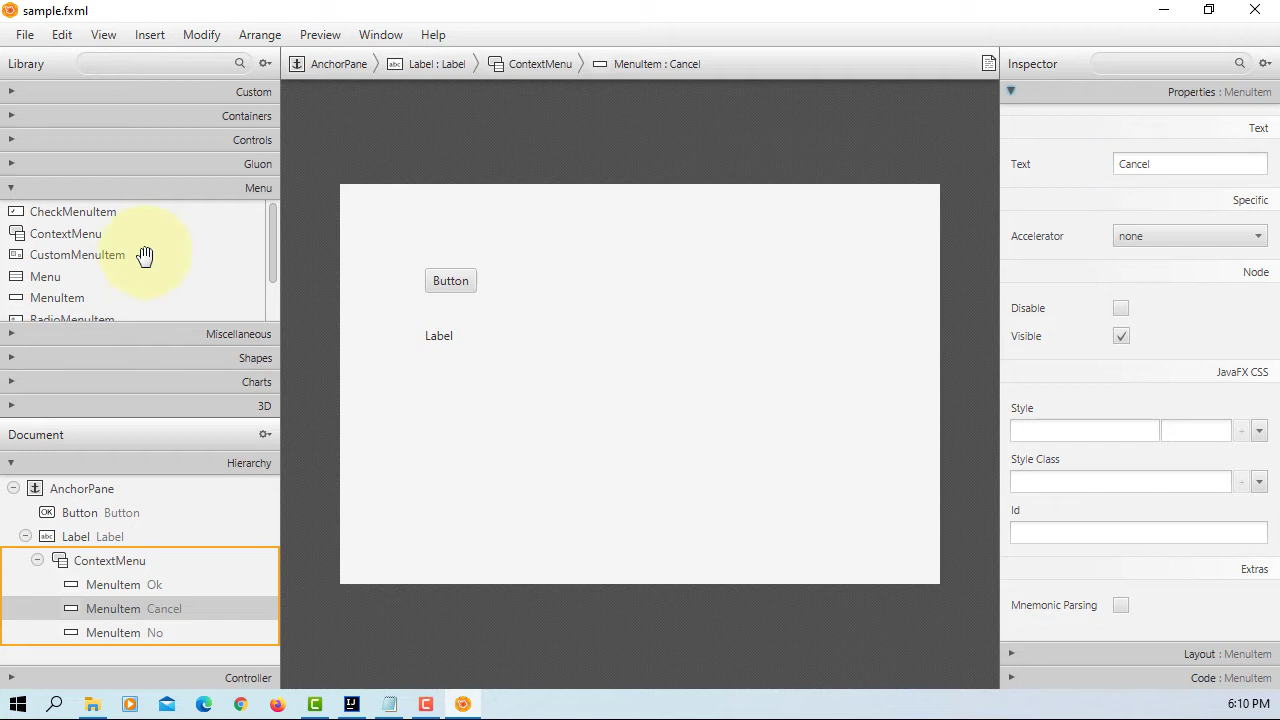 sample.fxml
File Edit View Insert Modify Arrange Preview Window Help
Library
AnchorPane Label : Label ContextMenu MenuItem : Cancel
Inspector
Custom
Containers
Controls
Gluon
Menu
CheckMenuItem
ContextMenu
CustomMenuItem
Menu
MenuItem
RadioMenuItem
Miscellaneous
Shapes
Charts
3D
Document
Hierarchy
AnchorPane
OK Button Button
abc Label Label
ContextMenu
MenuItem Ok
MenuItem Cancel
MenuItem No
Controller
Button
Label
Properties : MenuItem
Text
Text Cancel
Specific
Accelerator none
Node
Disable
Visible
JavaFX CSS
Style
Style Class
Id
Extras
Mnemonic Parsing
Layout : MenuItem
Code : MenuItem
6:10 PM